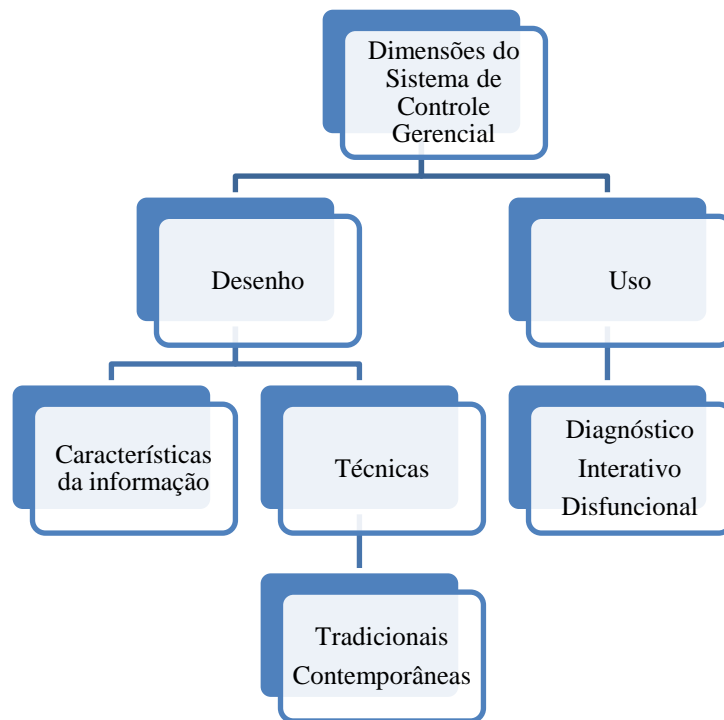 Dimensões do
Sistema de
Controle
Gerencial
Desenho
Uso
Características
da informação
Técnicas
Diagnóstico
Interativo
Disfuncional
Tradicionais
Contemporâneas